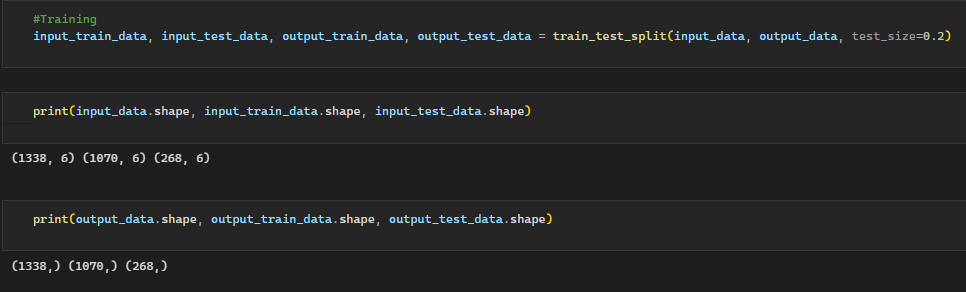 #Training
input_train_data, input_test_data, output_train_data, output_test_data = train_test_split(input_data, output_data, test_size=0.2)
print(input_data.shape, input_train_data.shape, input_test_data.shape)
(1338, 6) (1070, 6) (268, 6)
print(output_data.shape, output_train_data.shape, output_test_data.shape)
(1338,) (1070,) (268,)